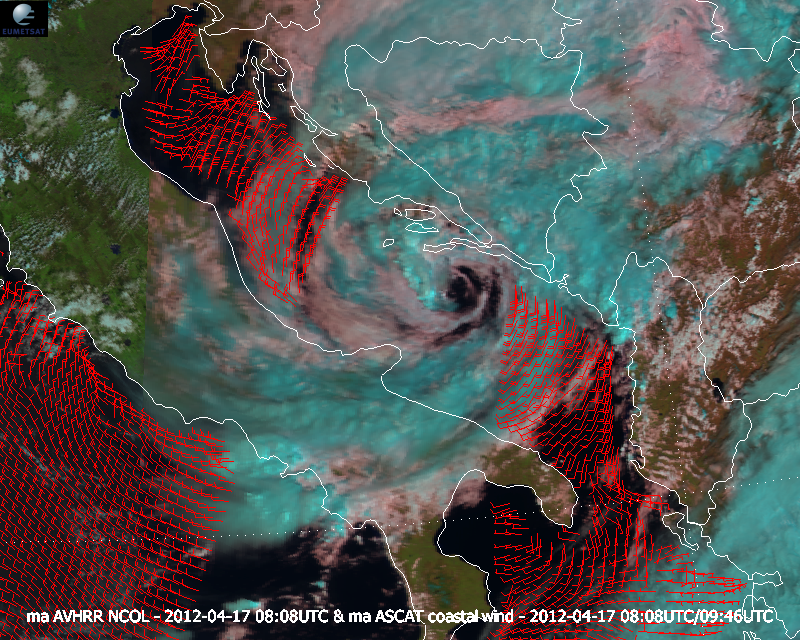 EUMETSAT
ma AVHRR NCOL - 2012-04-17 08:08UTC & ma ASCAT coastal wind - 2012-04-17 08:08UTC/09:46UTC